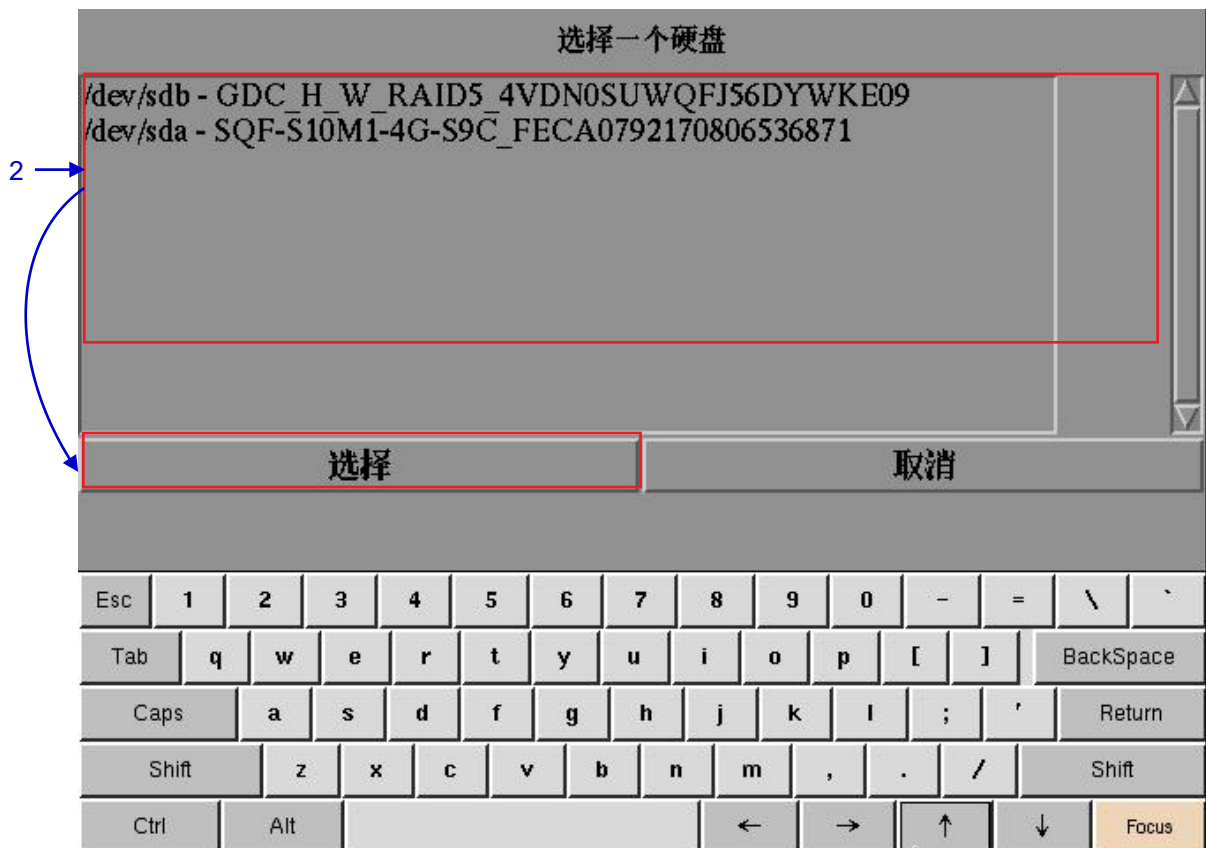 选择一个硬盘
/dev/sdb - GDC_H_W_RAID5_4VDN0SUWQFJ56DYWKE09
/dev/sda - SQF-S10M1-4G-S9C_FECA0792170806536871
2
选择 取消
Esc 1 2 3 4 5 6 7 8 9 0 - = \ `
Tab q w e r t y u i o p [ ] BackSpace
Caps a s d f g h j k l ; ' Return
Shift z x c v b n m , . / Shift
Ctrl Alt ← → ↑ ↓ Focus